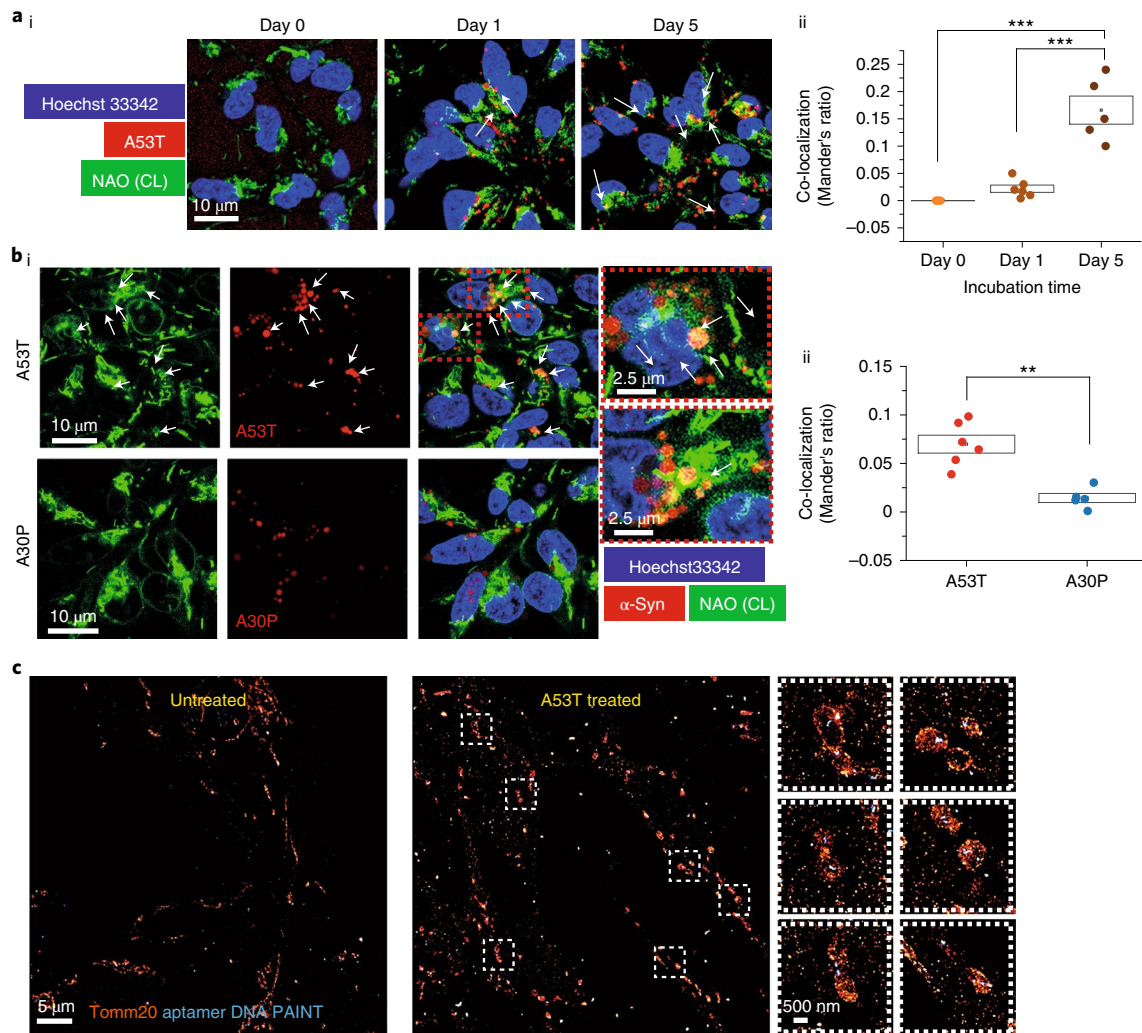 a
i
Day 0
Day 1
Day 5
Hoechst 33342
A53T
NAO (CL)
10 µm
ii
***
***
0.25
0.20
0.15
0.10
0.05
0
–0.05
Co-localization
(Mander's ratio)
Day 0
Day 1
Day 5
Incubation time
b
i
A53T
10 µm
A53T
2.5 µm
2.5 µm
A30P
10 µm
A30P
Hoechst33342
α-Syn
NAO (CL)
ii
**
0.15
0.1
0.05
0
–0.05
Co-localization
(Mander's ratio)
A53T
A30P
c
Untreated
A53T treated
5 µm
Tomm20 aptamer DNA PAINT
500 nm